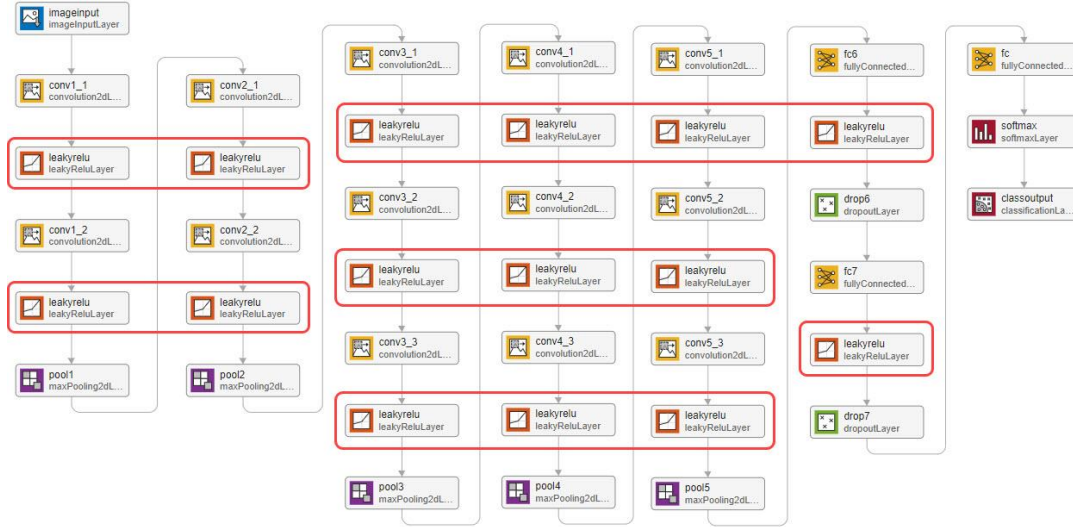 imageinput
imageInputLayer
conv1_1
convolution2dL...
leakyrelu
leakyReluLayer
conv1_2
convolution2dL...
leakyrelu
leakyReluLayer
pool1
maxPooling2dL...
conv2_1
convolution2dL...
leakyrelu
leakyReluLayer
conv2_2
convolution2dL...
leakyrelu
leakyReluLayer
pool2
maxPooling2dL...
conv3_1
convolution2dL...
leakyrelu
leakyReluLayer
conv3_2
convolution2dL...
leakyrelu
leakyReluLayer
conv3_3
convolution2dL...
leakyrelu
leakyReluLayer
pool3
maxPooling2dL...
conv4_1
convolution2dL...
leakyrelu
leakyReluLayer
conv4_2
convolution2dL...
leakyrelu
leakyReluLayer
conv4_3
convolution2dL...
leakyrelu
leakyReluLayer
pool4
maxPooling2dL...
conv5_1
convolution2dL...
leakyrelu
leakyReluLayer
conv5_2
convolution2dL...
leakyrelu
leakyReluLayer
conv5_3
convolution2dL...
leakyrelu
leakyReluLayer
pool5
maxPooling2dL...
fc6
fullyConnected...
leakyrelu
leakyReluLayer
drop6
dropoutLayer
fc7
fullyConnected...
leakyrelu
leakyReluLayer
drop7
dropoutLayer
fc
fullyConnected...
softmax
softmaxLayer
classoutput
classificationLa...